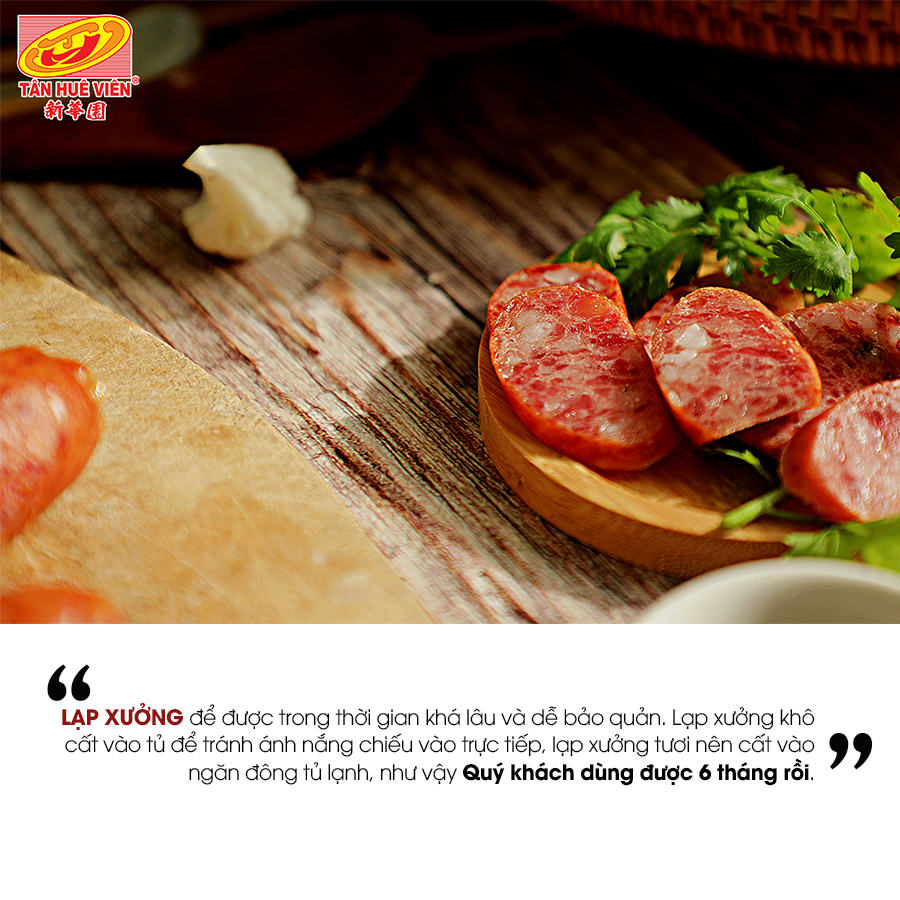 TÂN HUÊ VIÊN®
新華園
“
LẠP XƯỞNG để được trong thời gian khá lâu và dễ bảo quản. Lạp xưởng khô
cất vào tủ để tránh ánh nắng chiếu vào trực tiếp, lạp xưởng tươi nên cất vào
ngăn đông tủ lạnh, như vậy Quý khách dùng được 6 tháng rồi.
”